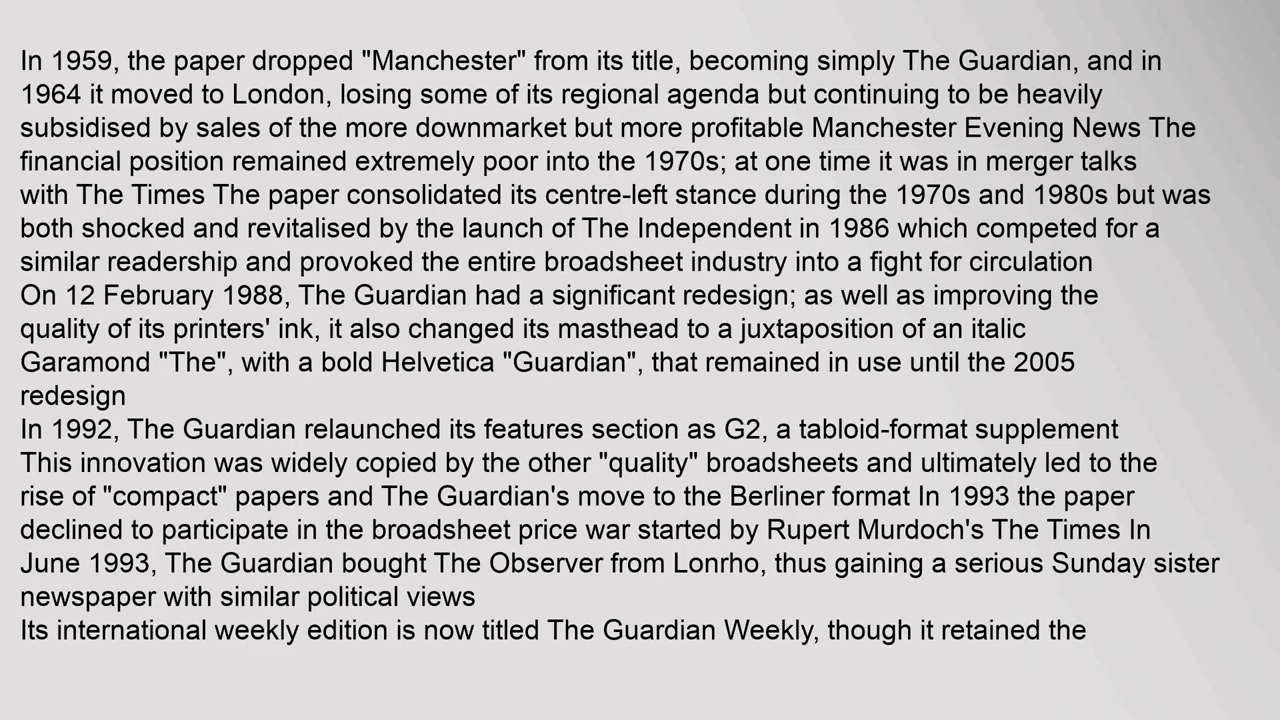 In 1959, the paper dropped "Manchester" from its title, becoming simply The Guardian, and in
1964 it moved to London, losing some of its regional agenda but continuing to be heavily
subsidised by sales of the more downmarket but more profitable Manchester Evening News The
financial position remained extremely poor into the 1970s; at one time it was in merger talks
with The Times The paper consolidated its centre-left stance during the 1970s and 1980s but was
both shocked and revitalised by the launch of The Independent in 1986 which competed for a
similar readership and provoked the entire broadsheet industry into a fight for circulation
On 12 February 1988, The Guardian had a significant redesign; as well as improving the
quality of its printers' ink, it also changed its masthead to a juxtaposition of an italic
Garamond "The", with a bold Helvetica "Guardian", that remained in use until the 2005
redesign
In 1992, The Guardian relaunched its features section as G2, a tabloid-format supplement
This innovation was widely copied by the other "quality" broadsheets and ultimately led to the
rise of "compact" papers and The Guardian's move to the Berliner format In 1993 the paper
declined to participate in the broadsheet price war started by Rupert Murdoch's The Times In
June 1993, The Guardian bought The Observer from Lonrho, thus gaining a serious Sunday sister
newspaper with similar political views
Its international weekly edition is now titled The Guardian Weekly, though it retained the